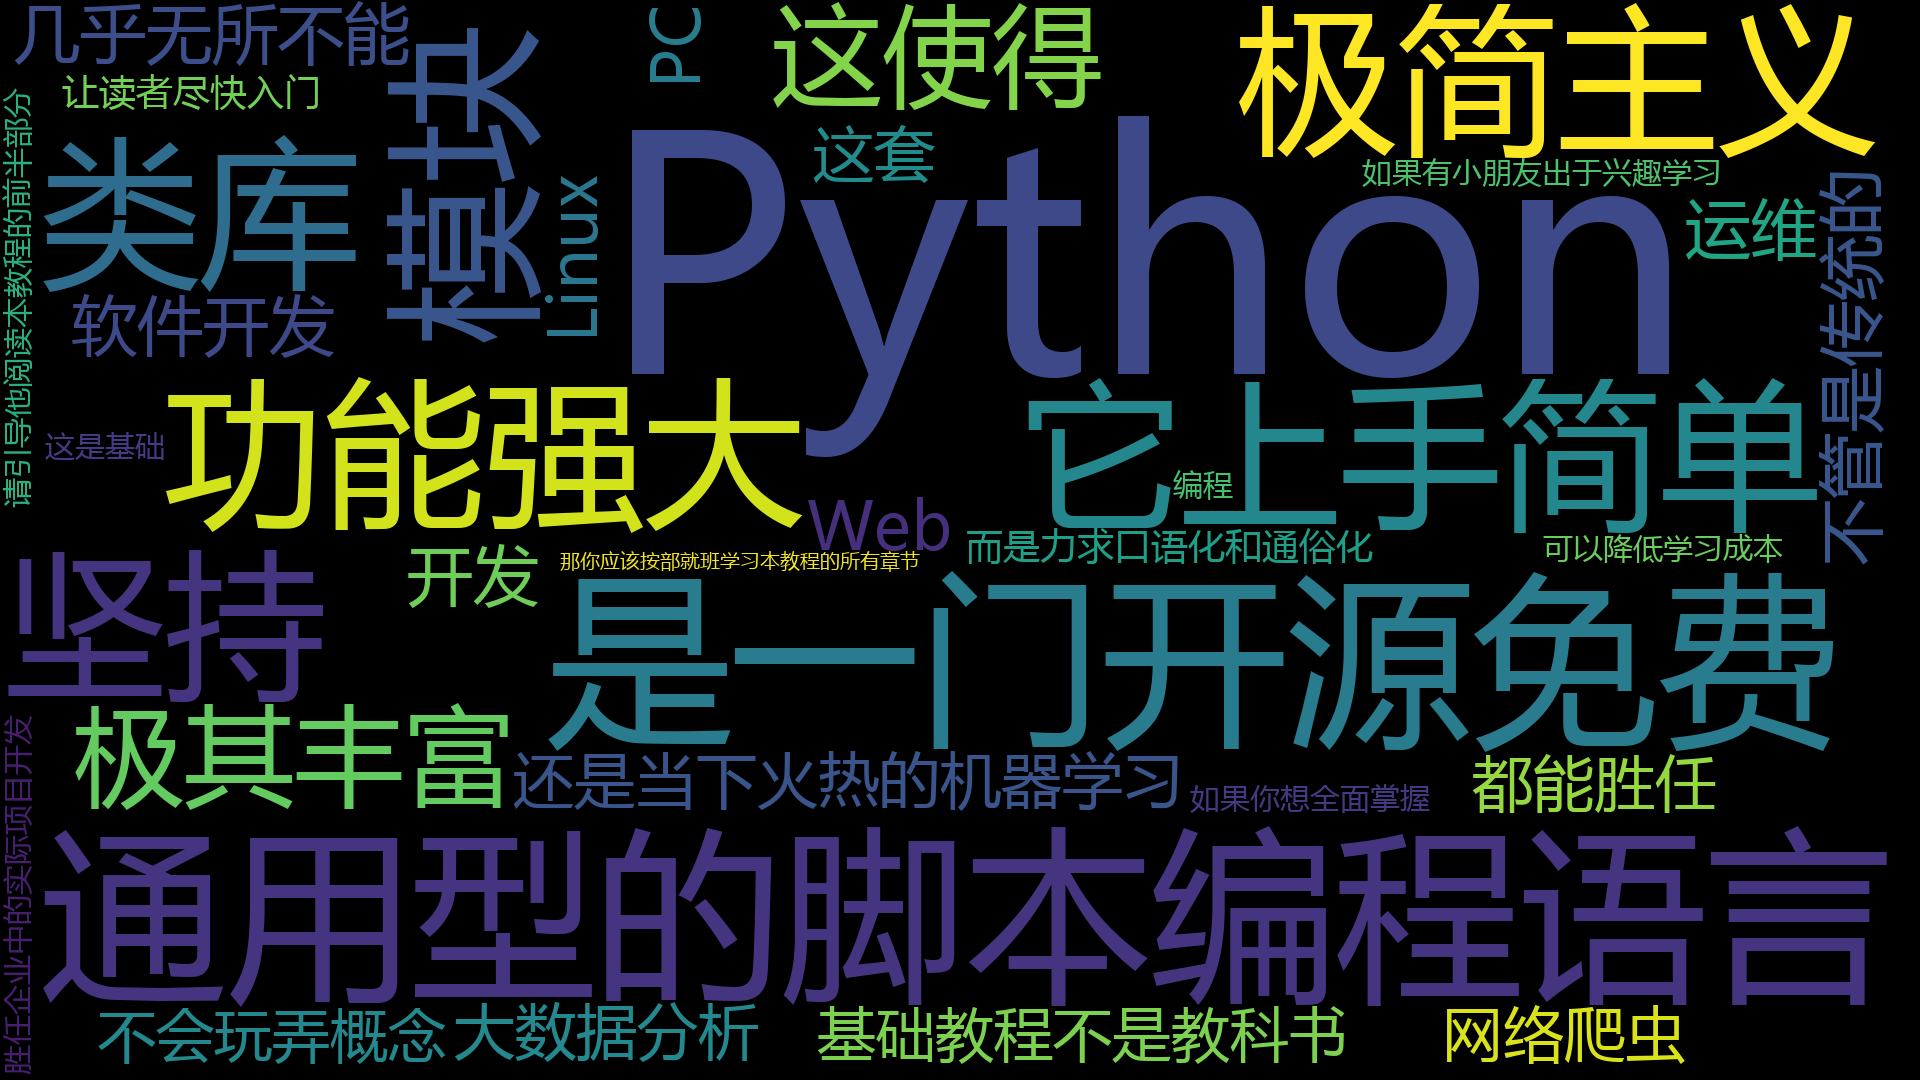 几乎无所不能
PC
这使得
极简主义
让读者尽快入门
模块
Python
这套
如果有小朋友出于兴趣学习
类库
Linux
运维
不管是传统的
请引导他阅读本教程的前半部分
软件开发
功能强大
它上手简单
这是基础
编程
Web
而是力求口语化和通俗化
可以降低学习成本
坚持
开发
那你应该按部就班学习本教程的所有章节
是一门开源免费
极其丰富
还是当下火热的机器学习
如果你想全面掌握
都能胜任
胜任企业中的实际项目开发
通用型的脚本编程语言
不会玩弄概念
大数据分析
基础教程不是教科书
网络爬虫